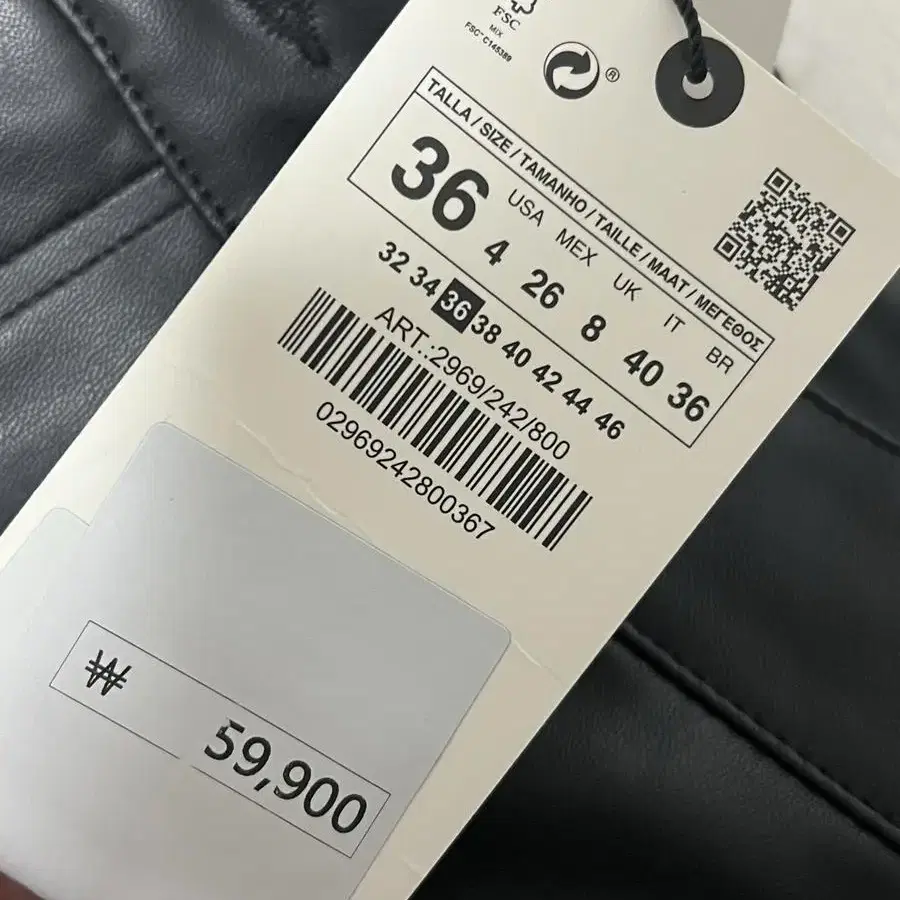 FSC
MIX
FSC™ C145389
®
TALLA / SIZE / TAMANHO / TAILLE / MAAT / ΜΕΓΕΘΟΣ
36
USA
4
MEX
26
UK
8
IT
40
BR
36
32 34 36 38 40 42 44 46
ART.:2969/242/800
02969242800367
₩ 59,900